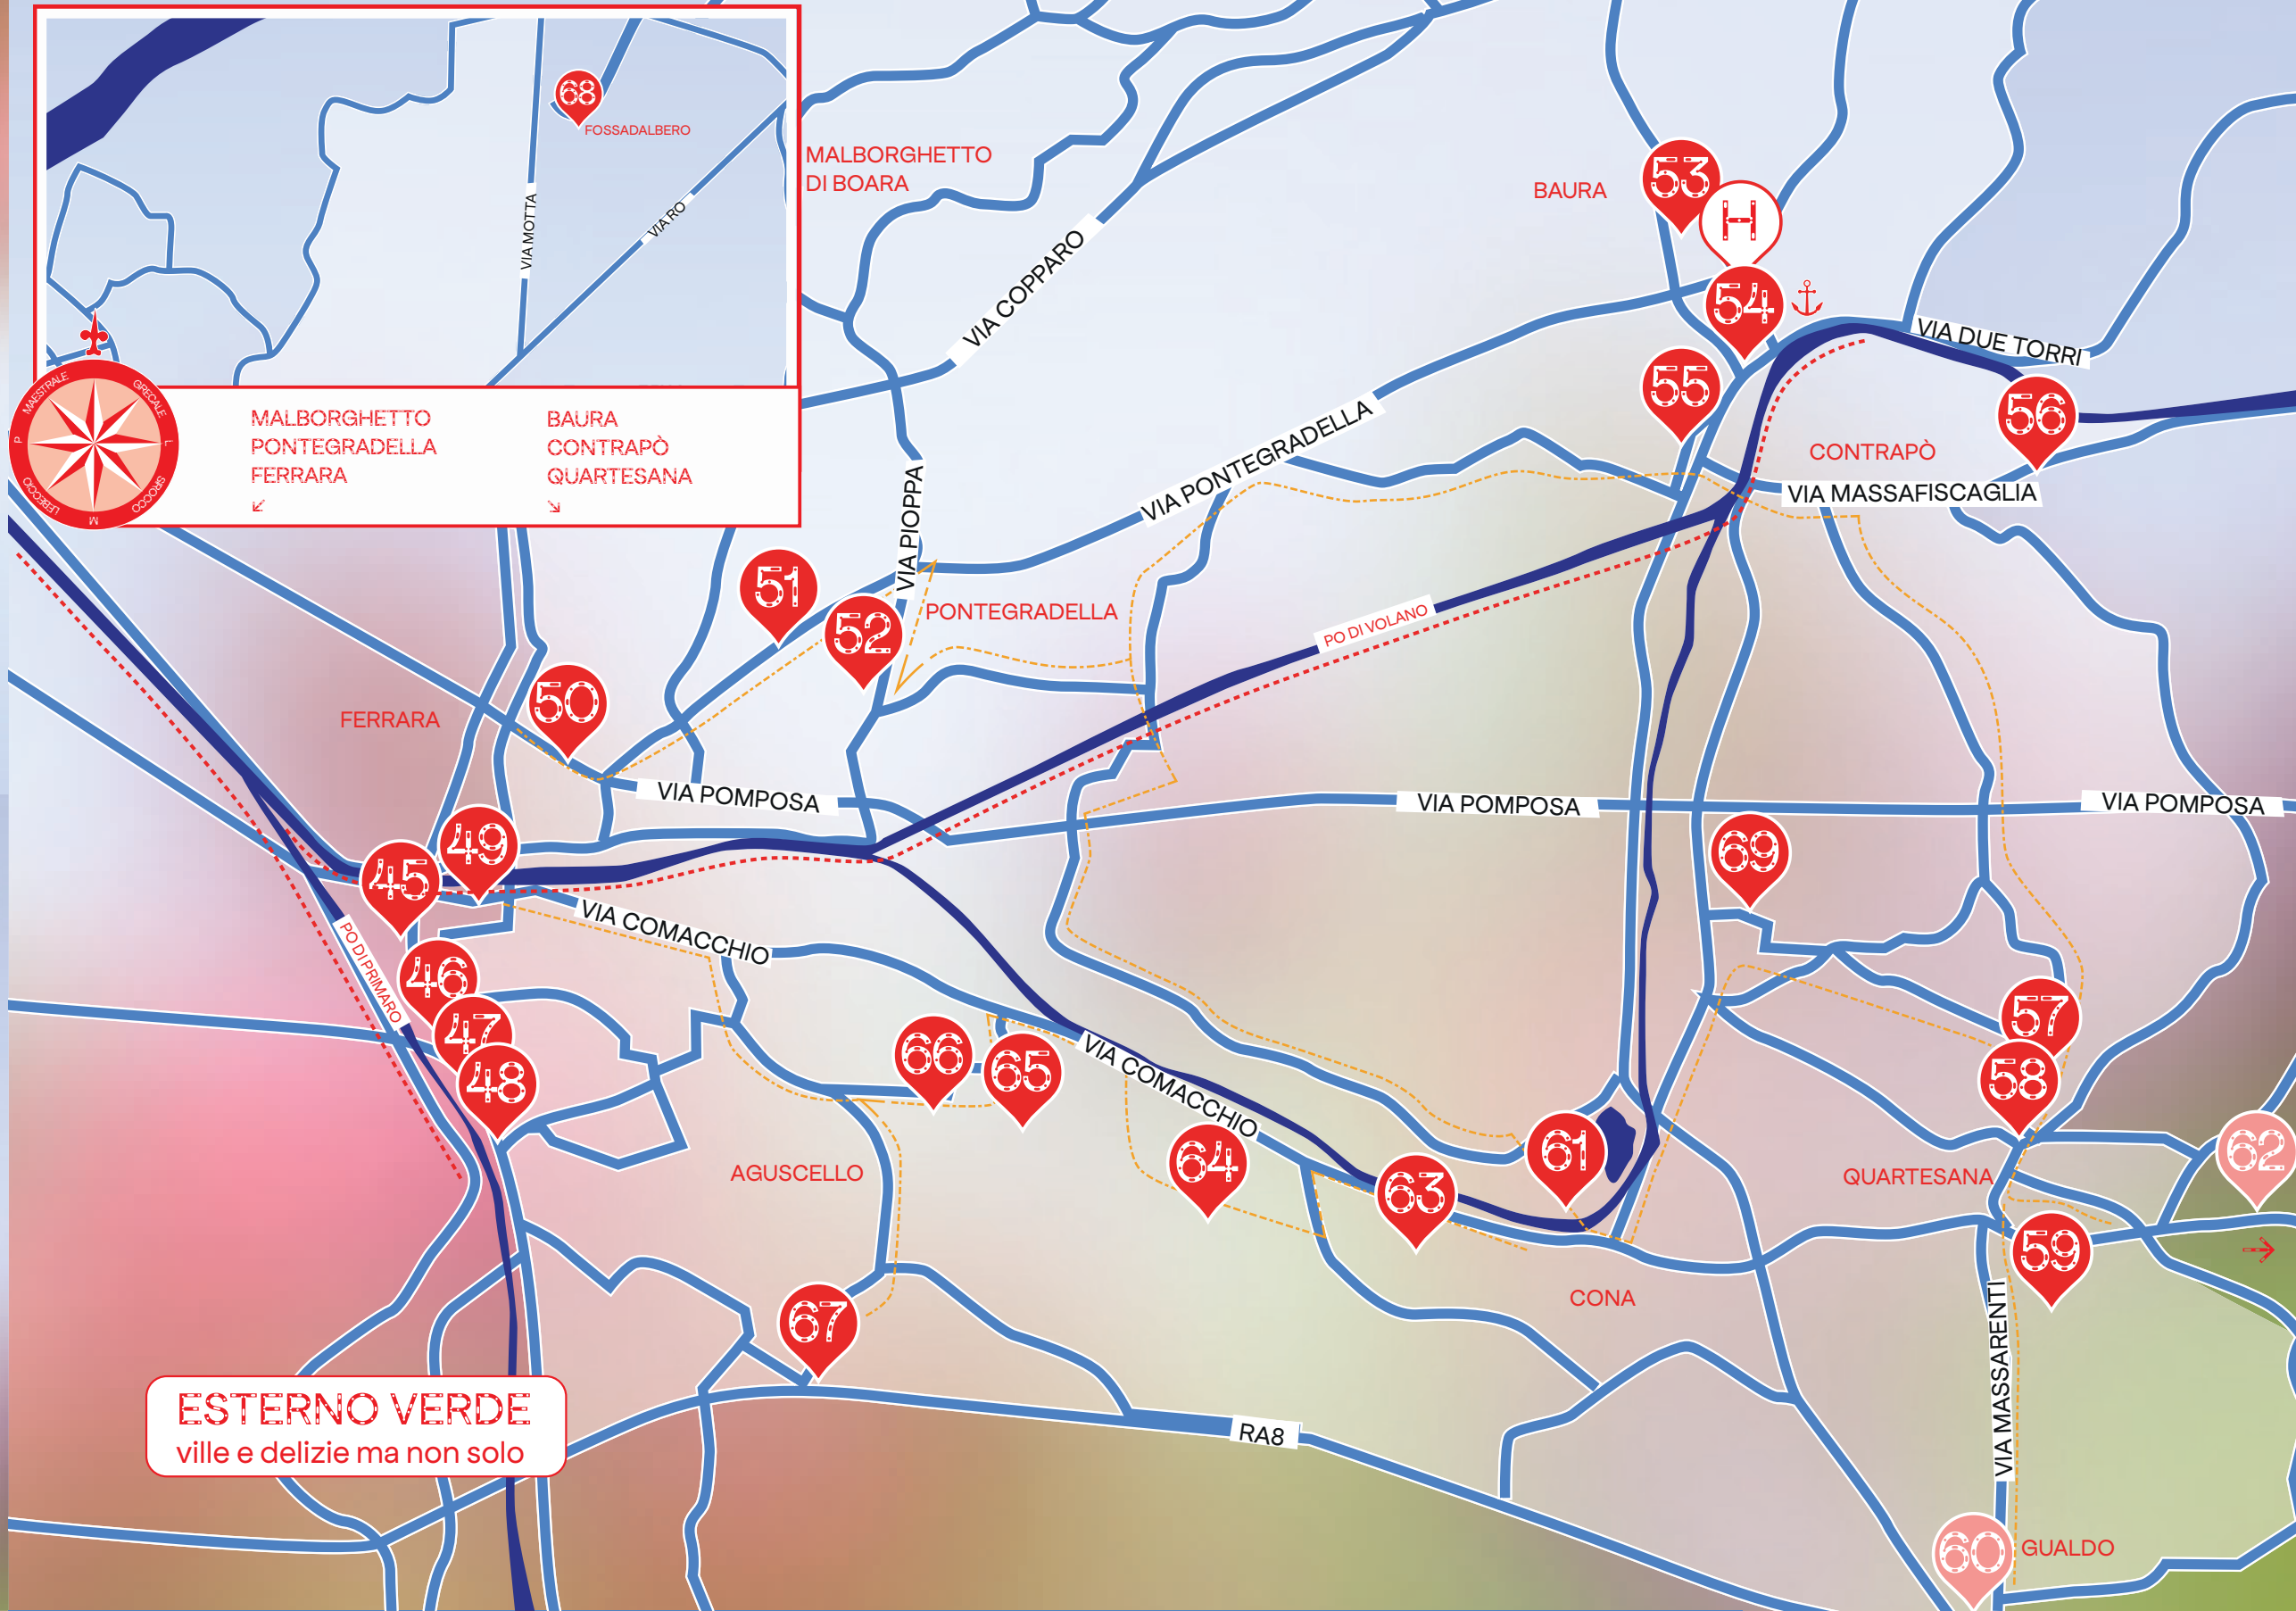 68
FOSSADALBERO
VIA MOTTA
VIA RO
MALBORGHETTO
DI BOARA
VIA COPPARO
BAURA
53
H
54
VIA DUE TORRI
55
56
CONTRAPÒ
VIA MASSAFISCAGLIA
MAESTRALE
GRECALE
L
SIROCCO
M
LEBECCIO
P
MALBORGHETTO
PONTEGRADELLA
FERRARA
↙
BAURA
CONTRAPÒ
QUARTESANA
↘
VIA PONTEGRADELLA
VIA PIOPPA
51
52
PONTEGRADELLA
PO DI VOLANO
50
FERRARA
VIA POMPOSA
VIA POMPOSA
VIA POMPOSA
49
45
69
VIA COMACCHIO
PO DI PRIMARO
46
47
48
66
65
VIA COMACCHIO
57
58
64
61
62
63
AGUSCELLO
QUARTESANA
59
→
67
CONA
VIA MASSARENTI
ESTERNO VERDE
ville e delizie ma non solo
RA8
60
GUALDO